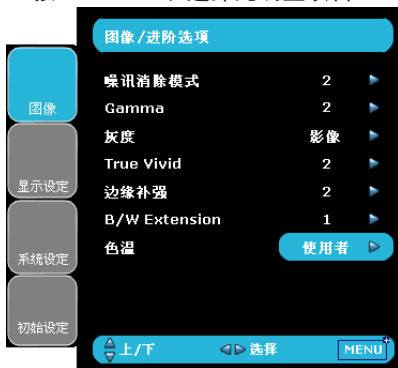 图像/进阶选项
噪讯消除模式 2
Gamma 2
灰度 影像
True Vivid 2
边缘补强 2
B/W Extension 1
色温 使用者
图像
显示设定
系统设定
初始设定
上/下 选择 MENU